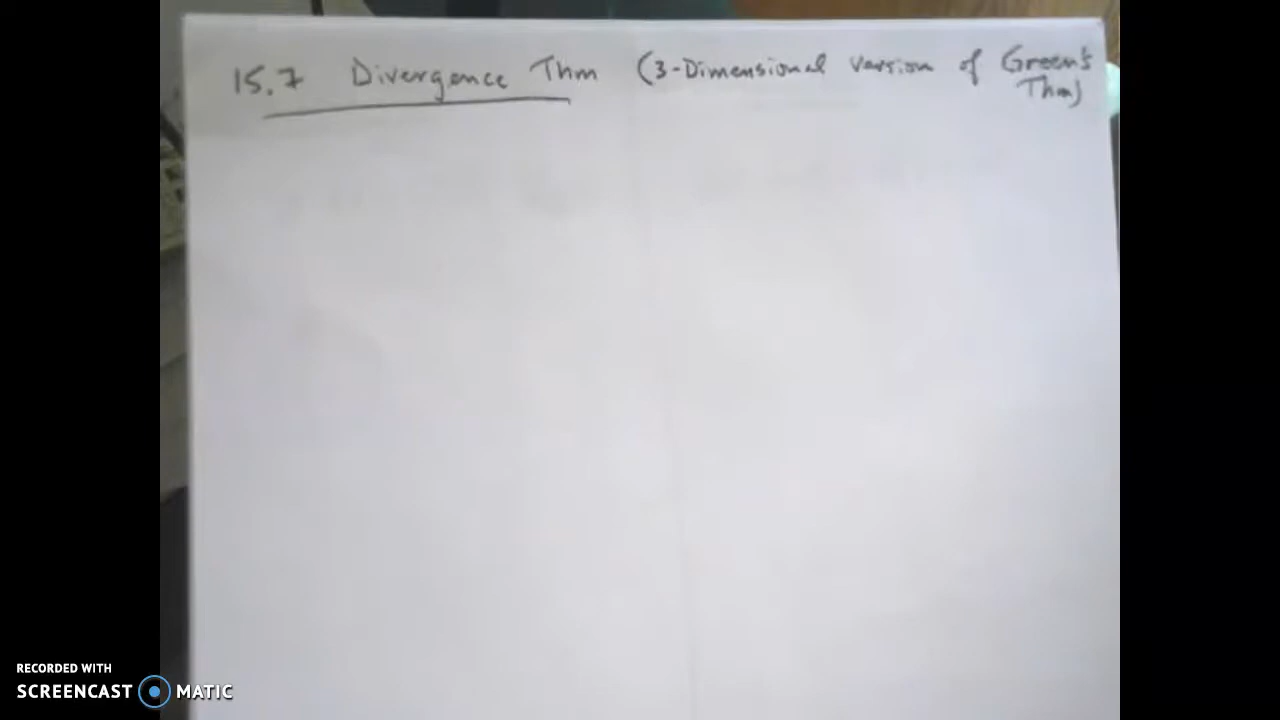 15.7 Divergence Thm (3-Dimensional version of Green's
Thm)
RECORDED WITH
SCREENCAST MATIC